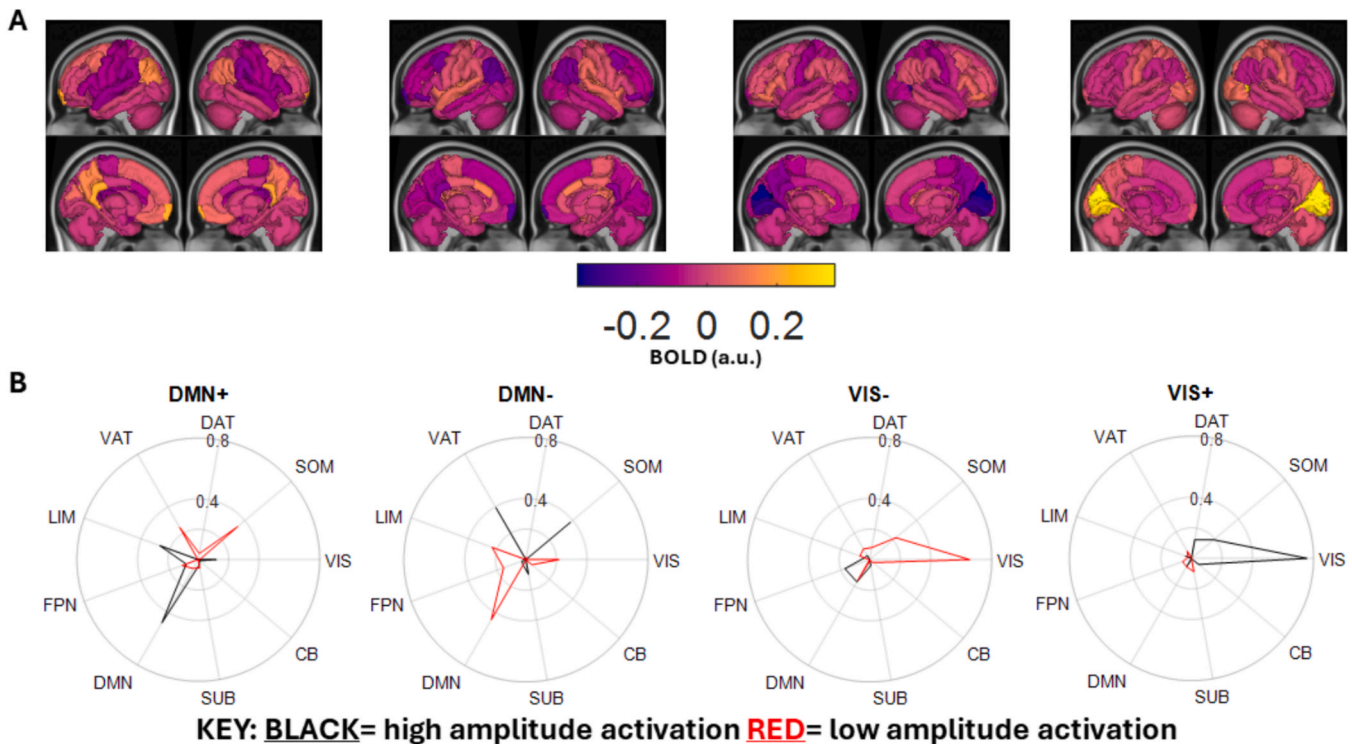 A
-0.2 0 0.2
BOLD (a.u.)
B
DMN+ DMN- VIS- VIS+
DAT DAT DAT DAT
VAT 0.8 VAT 0.8 VAT 0.8 VAT 0.8
SOM SOM SOM SOM
LIM 0.4 LIM 0.4 LIM 0.4 LIM 0.4
VIS VIS VIS VIS
FPN FPN FPN FPN
CB CB CB CB
DMN DMN DMN DMN
SUB SUB SUB SUB
KEY: BLACK= high amplitude activation RED= low amplitude activation